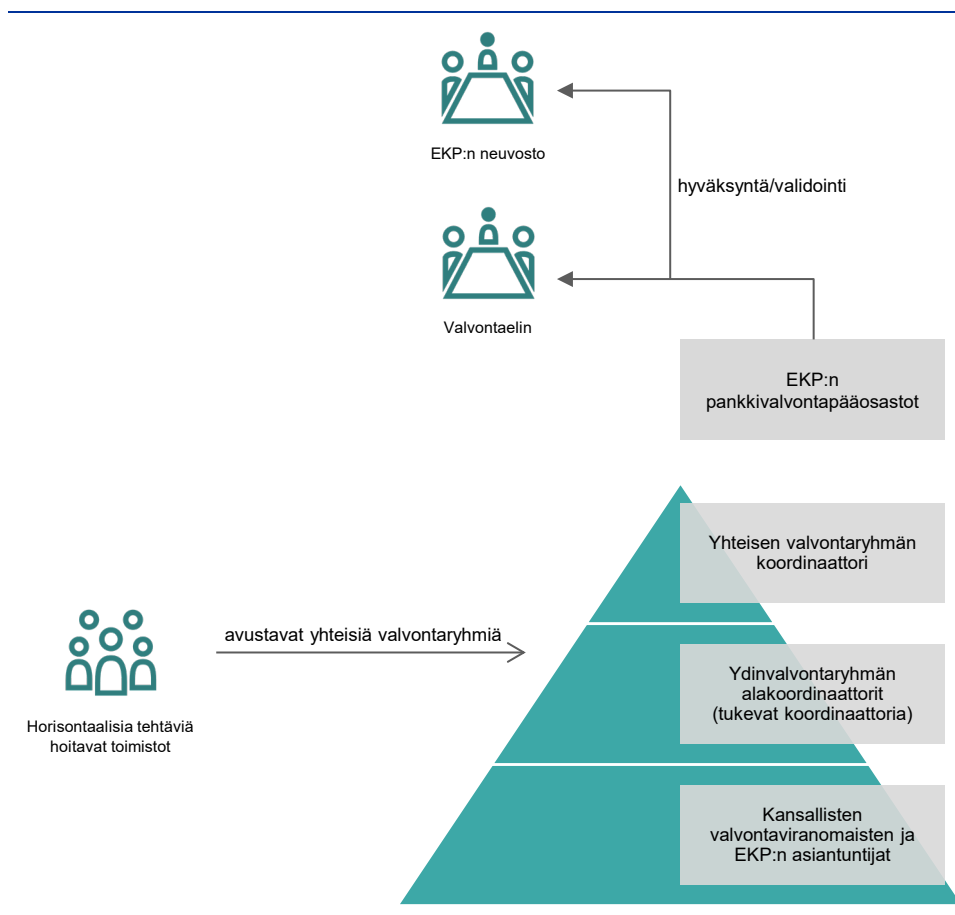 EKP:n neuvosto
hyväksyntä/validointi
Valvontaelin
EKP:n
pankkivalvontapääosastot
Yhteisen valvontaryhmän
koordinaattori
avustavat yhteisiä valvontaryhmiä
Ydinvalvontaryhmän
alakoordinaattorit
(tukevat koordinaattoria)
Horisontaalisia tehtäviä
hoitavat toimistot
Kansallisten
valvontaviranomaisten ja
EKP:n asiantuntijat